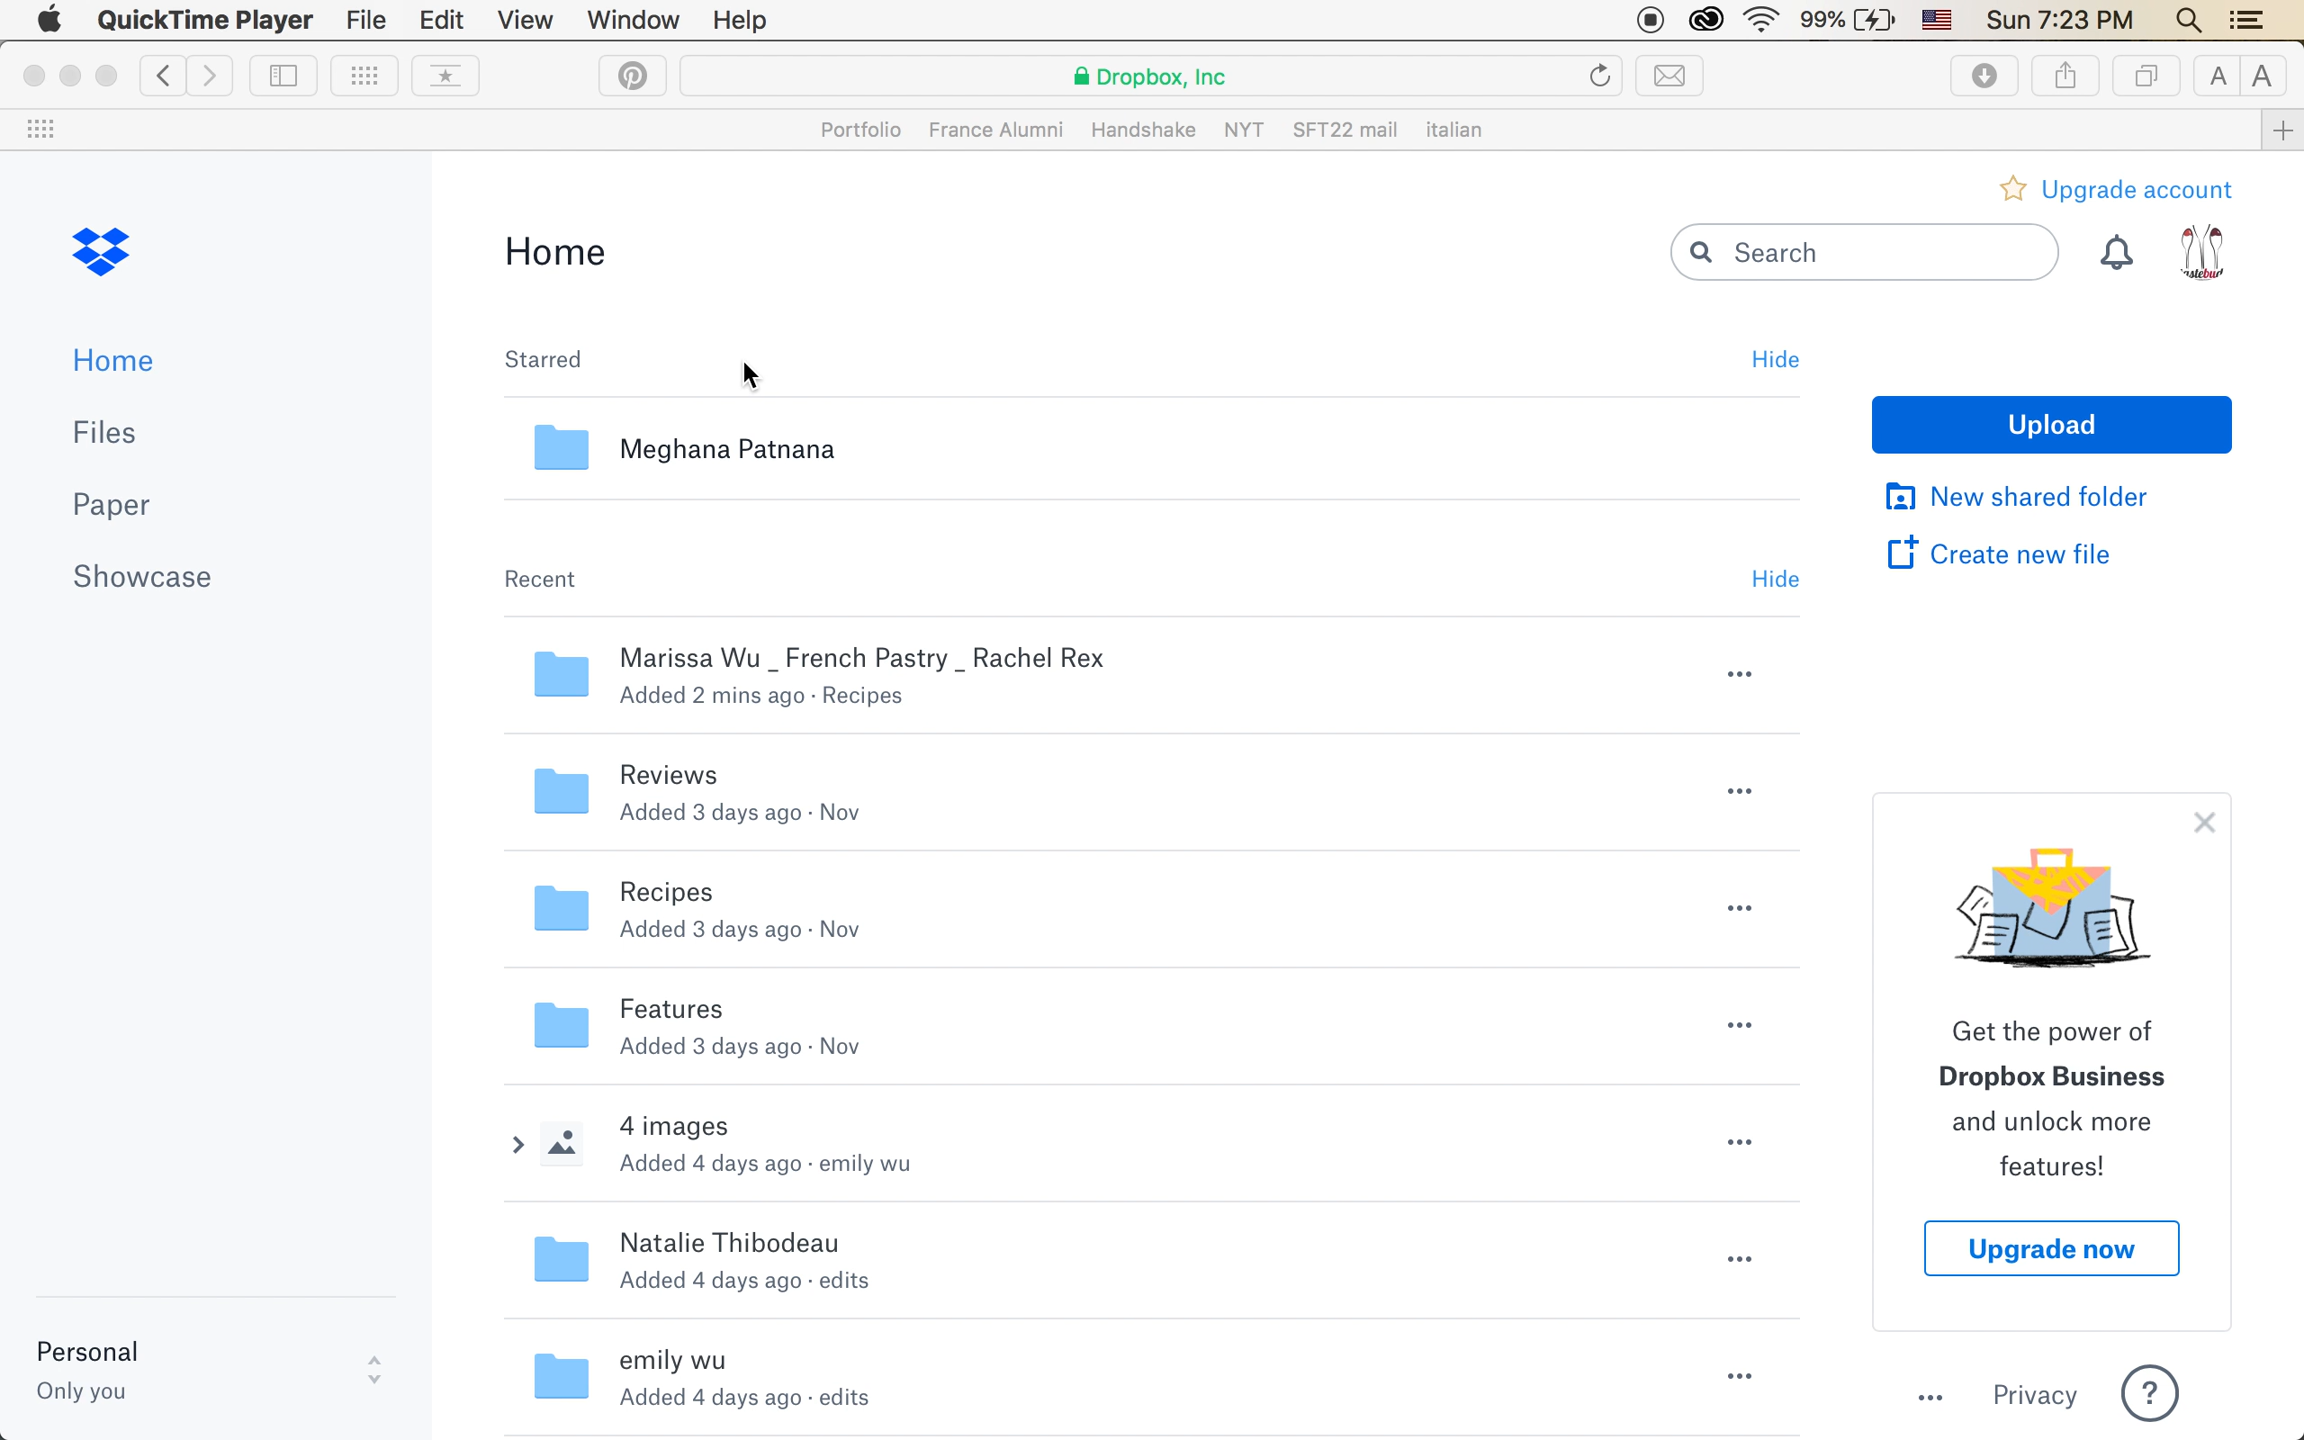 QuickTime Player File Edit View Window Help 99% Sun 7:23 PM
Dropbox, Inc A A
Portfolio France Alumni Handshake NYT SFT22 mail italian
Upgrade account
Home
Search
tastebud
Home
Files
Paper
Showcase
Starred Hide
Meghana Patnana
Recent Hide
Marissa Wu _ French Pastry _ Rachel Rex
Added 2 mins ago · Recipes
Reviews
Added 3 days ago · Nov
Recipes
Added 3 days ago · Nov
Features
Added 3 days ago · Nov
4 images
Added 4 days ago · emily wu
Natalie Thibodeau
Added 4 days ago · edits
emily wu
Added 4 days ago · edits
Upload
New shared folder
Create new file
Get the power of
Dropbox Business
and unlock more
features!
Upgrade now
Personal
Only you
... Privacy ?